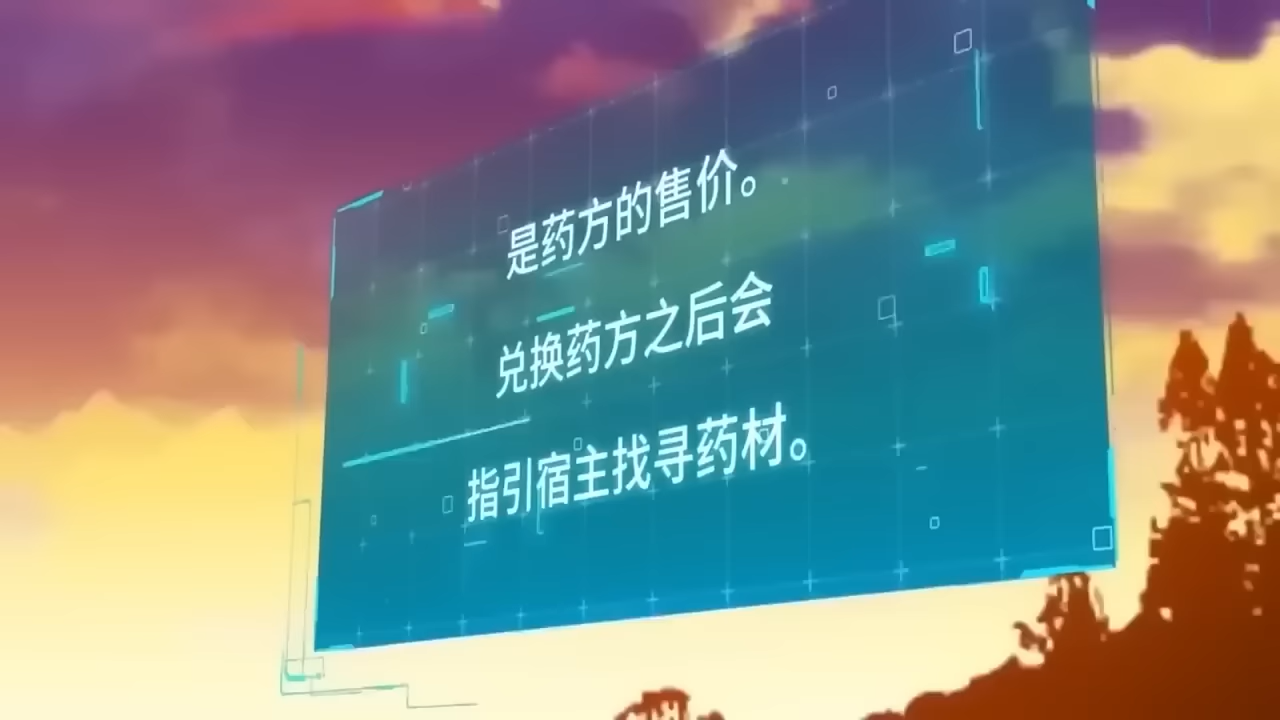 是药方的售价。
兑换药方之后会
指引宿主找寻药材。